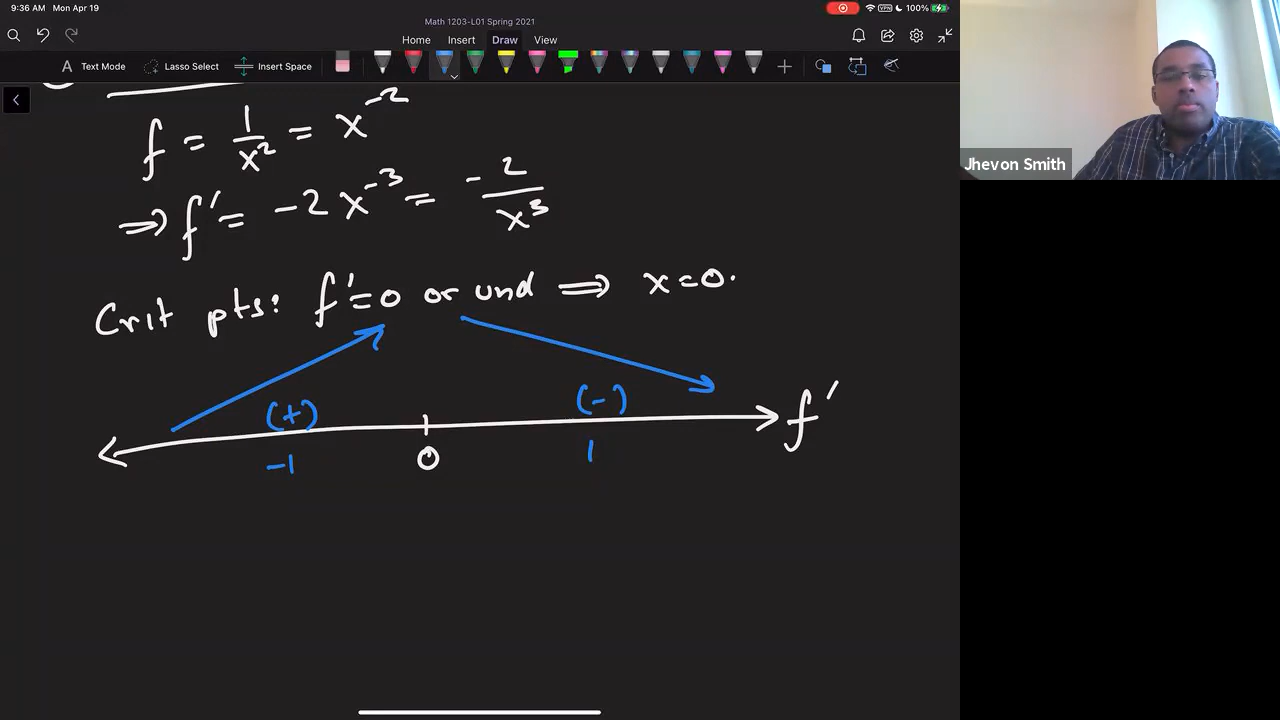 9:36 AM Mon Apr 19
VPN 100%
Math 1203-L01 Spring 2021
Home Insert Draw View
A Text Mode Lasso Select Insert Space
f = 1/x² = x⁻²
⟹ f' = -2x⁻³ = -2/x³
Crit pts: f'=0 or und ⟹ x=0.
(+) (-)
f'
-1 0 1
Jhevon Smith